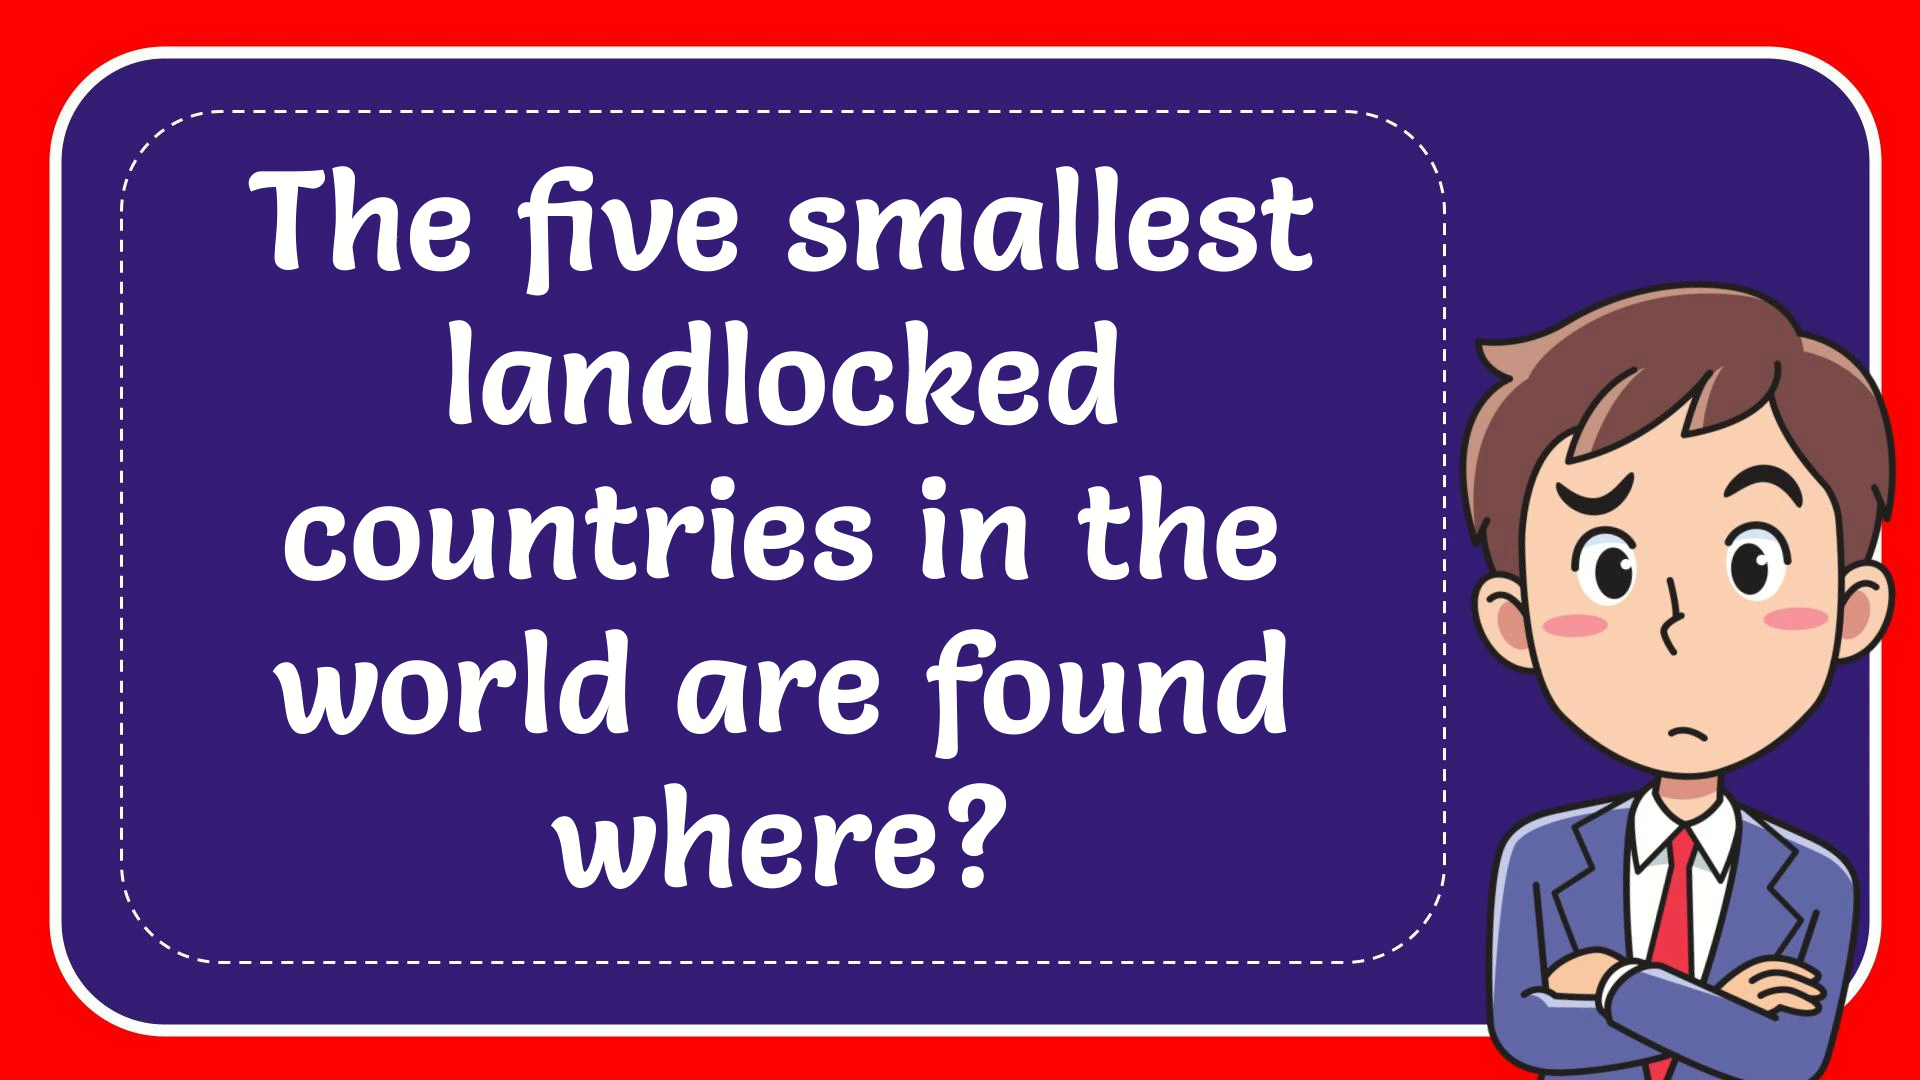 The five smallest
landlocked
countries in the
world are found
where?